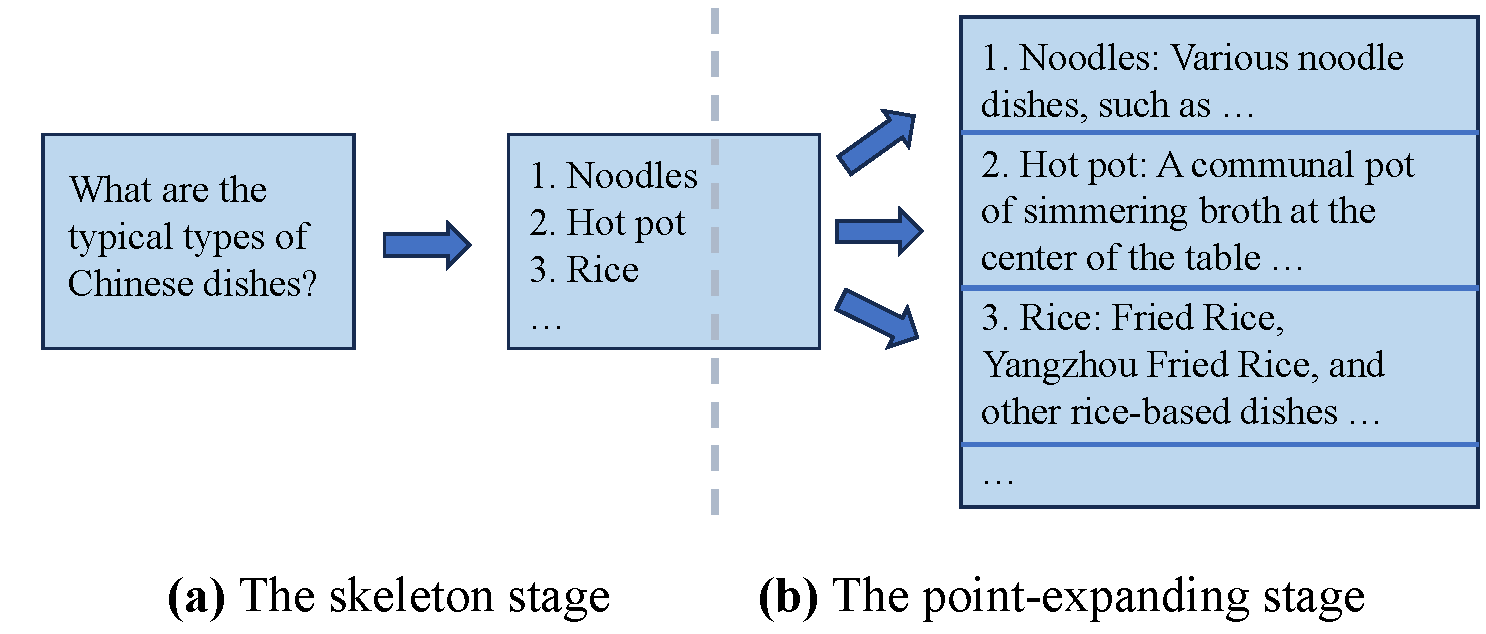 What are the
typical types of
Chinese dishes?
1. Noodles
2. Hot pot
3. Rice
…
1. Noodles: Various noodle
dishes, such as …
2. Hot pot: A communal pot
of simmering broth at the
center of the table …
3. Rice: Fried Rice,
Yangzhou Fried Rice, and
other rice-based dishes …
…
(a) The skeleton stage
(b) The point-expanding stage